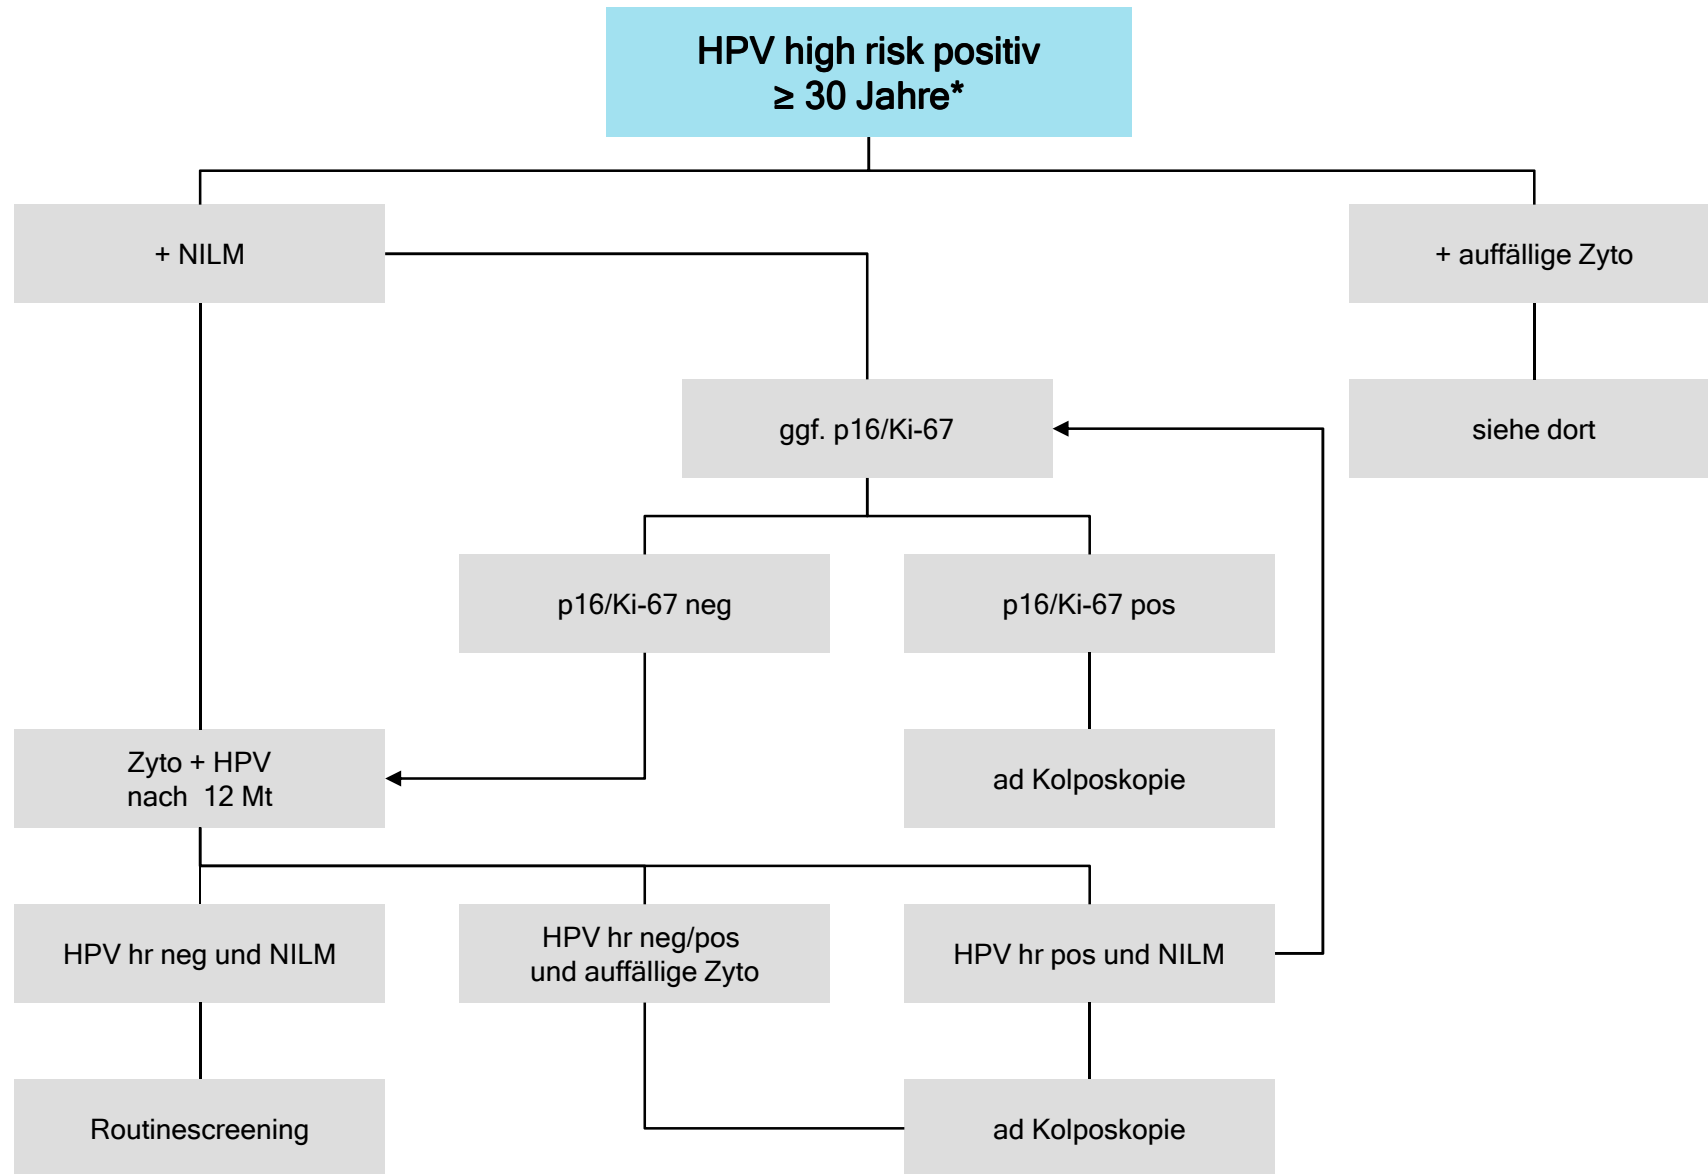 HPV high risk positiv
≥ 30 Jahre*
+ NILM
+ auffällige Zyto
ggf. p16/Ki-67
siehe dort
p16/Ki-67 neg
p16/Ki-67 pos
Zyto + HPV
nach  12 Mt
ad Kolposkopie
HPV hr neg und NILM
HPV hr neg/pos
und auffällige Zyto
HPV hr pos und NILM
Routinescreening
ad Kolposkopie